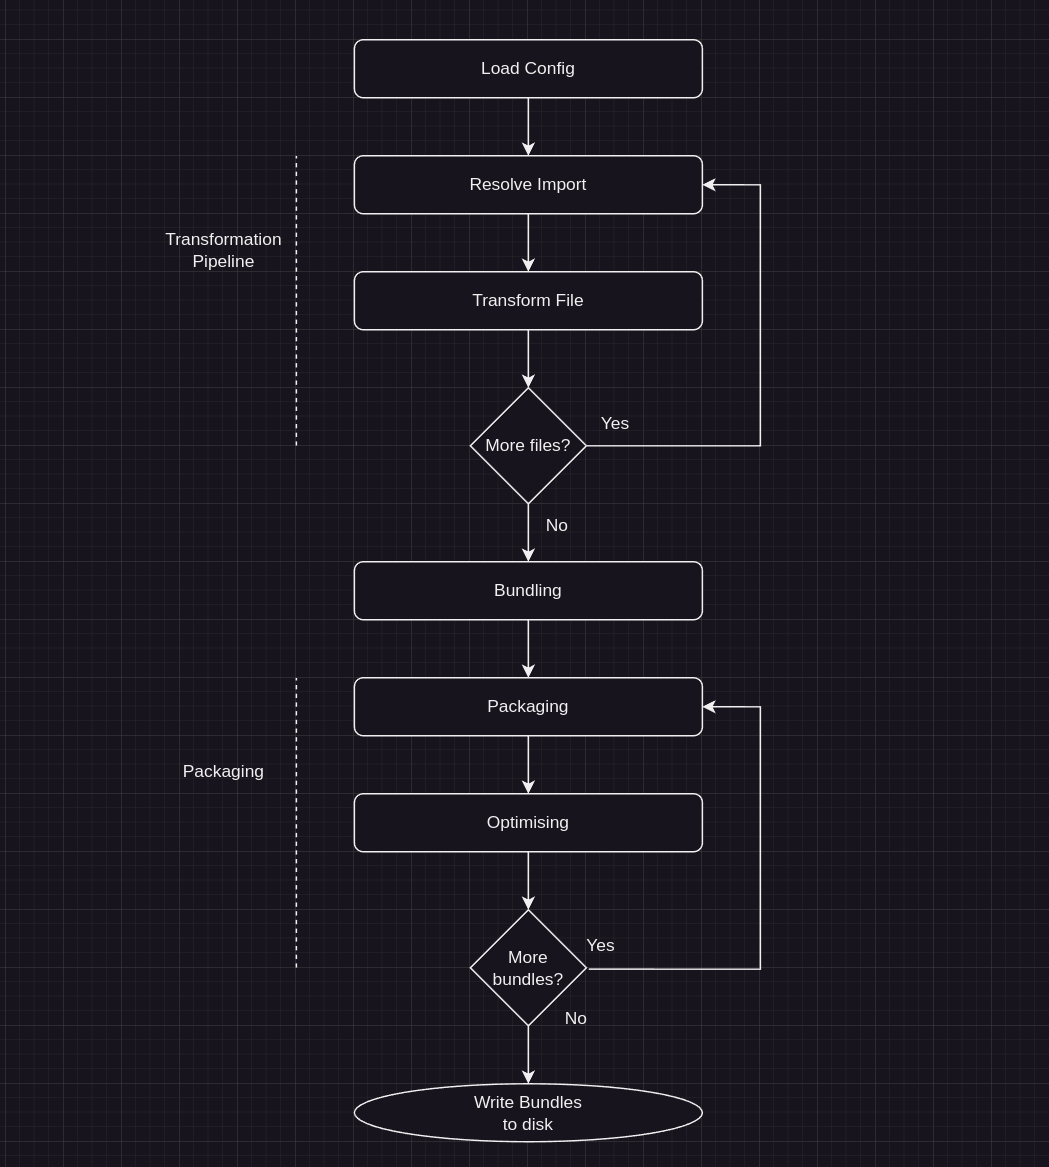 Load Config
Resolve Import
Transformation
Pipeline
Transform File
More files?
Yes
No
Bundling
Packaging
Packaging
Optimising
More
bundles?
Yes
No
Write Bundles
to disk